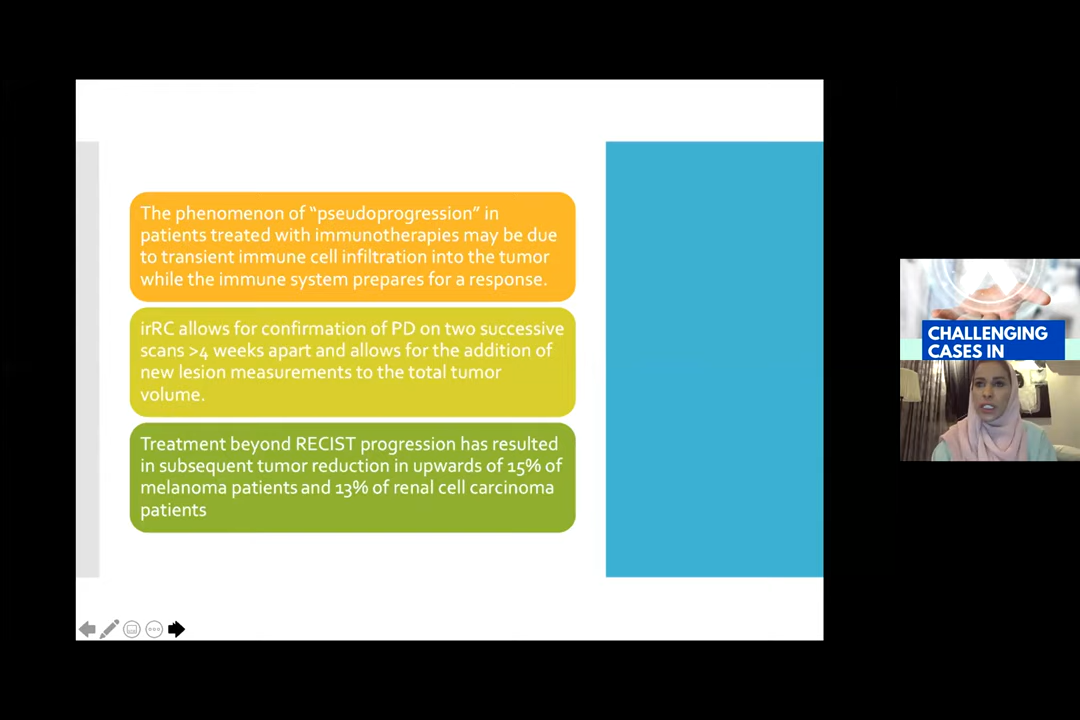 The phenomenon of “pseudoprogression” in
patients treated with immunotherapies may be due
to transient immune cell infiltration into the tumor
while the immune system prepares for a response.
irRC allows for confirmation of PD on two successive
scans >4 weeks apart and allows for the addition of
new lesion measurements to the total tumor
volume.
Treatment beyond RECIST progression has resulted
in subsequent tumor reduction in upwards of 15% of
melanoma patients and 13% of renal cell carcinoma
patients
CHALLENGING
CASES IN